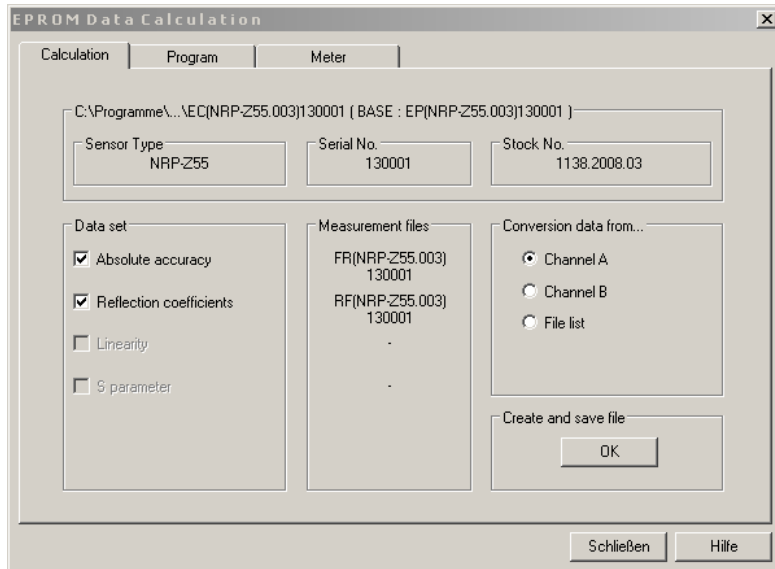 EPROM Data Calculation
Calculation Program Meter
C:\Programme\...\EC(NRP-Z55.003)130001 ( BASE : EP(NRP-Z55.003)130001 )
Sensor Type
NRP-Z55
Serial No.
130001
Stock No.
1138.2008.03
Data set
Absolute accuracy
Reflection coefficients
Linearity
S parameter
Measurement files
FR(NRP-Z55.003)
130001
RF(NRP-Z55.003)
130001
-
-
Conversion data from...
Channel A
Channel B
File list
Create and save file
OK
Schließen Hilfe